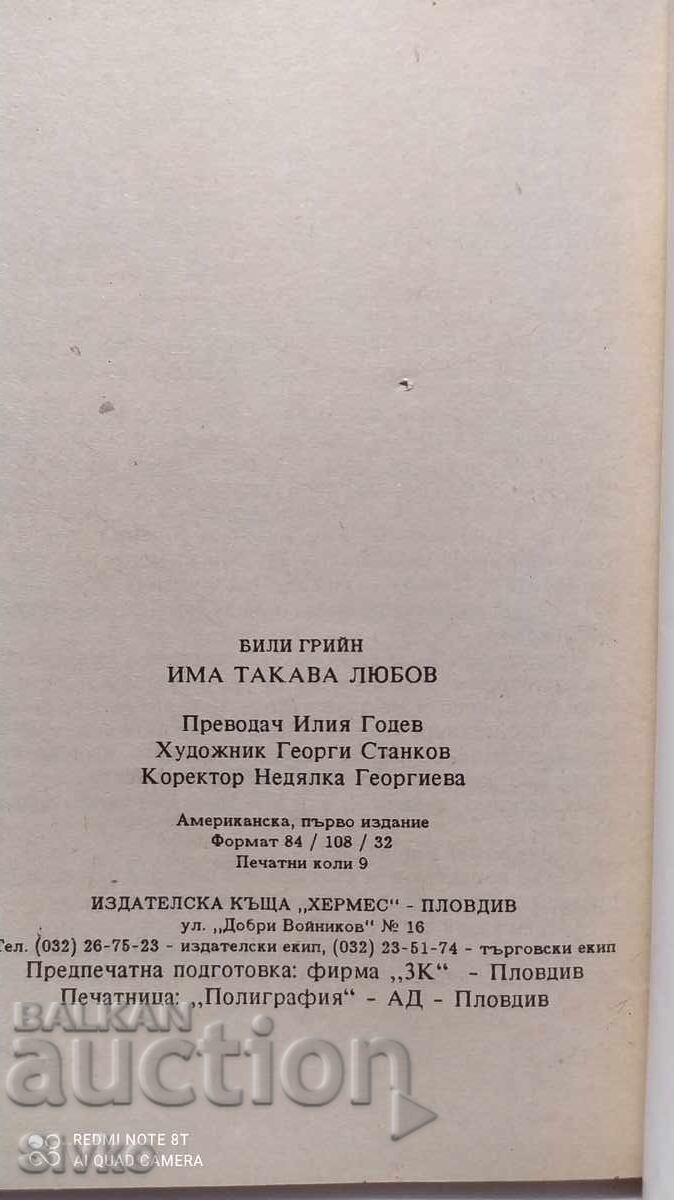 БИЛИ ГРИЙН
ИМА ТАКАВА ЛЮБОВ
Преводач Илия Годев
Художник Георги Станков
Коректор Недялка Георгиева
Американска, първо издание
Формат 84 / 108 / 32
Печатни коли 9
ИЗДАТЕЛСКА КЪЩА „ХЕРМЕС“ - ПЛОВДИВ
ул. „Добри Войников“ № 16
Тел. (032) 26-75-23 - издателски екип, (032) 23-51-74 - търговски екип
Предпечатна подготовка: фирма „ЗК“ - Пловдив
Печатница: „Полиграфия“ - АД - Пловдив
BALKAN
auction
REDMI NOTE 8T
AI QUAD CAMERA